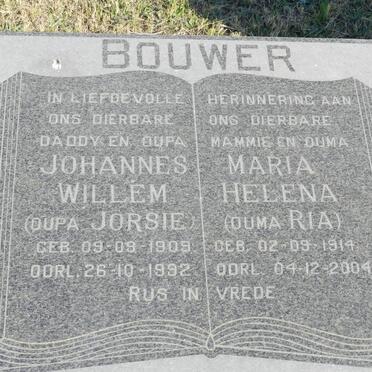 BOUWER
IN LIEFDEVOLLE HERINNERING AAN
ONS DIERBARE
DADDY EN OUPA
JOHANNES
WILLEM
(OUPA JORSIE)
GEB. 09-09-1909
OORL. 26-10-1992
ONS DIERBARE
MAMMIE EN OUMA
MARIA
HELENA
(OUMA RIA)
GEB. 02-09-1914
OORL. 04-12-2004
RUS IN VREDE